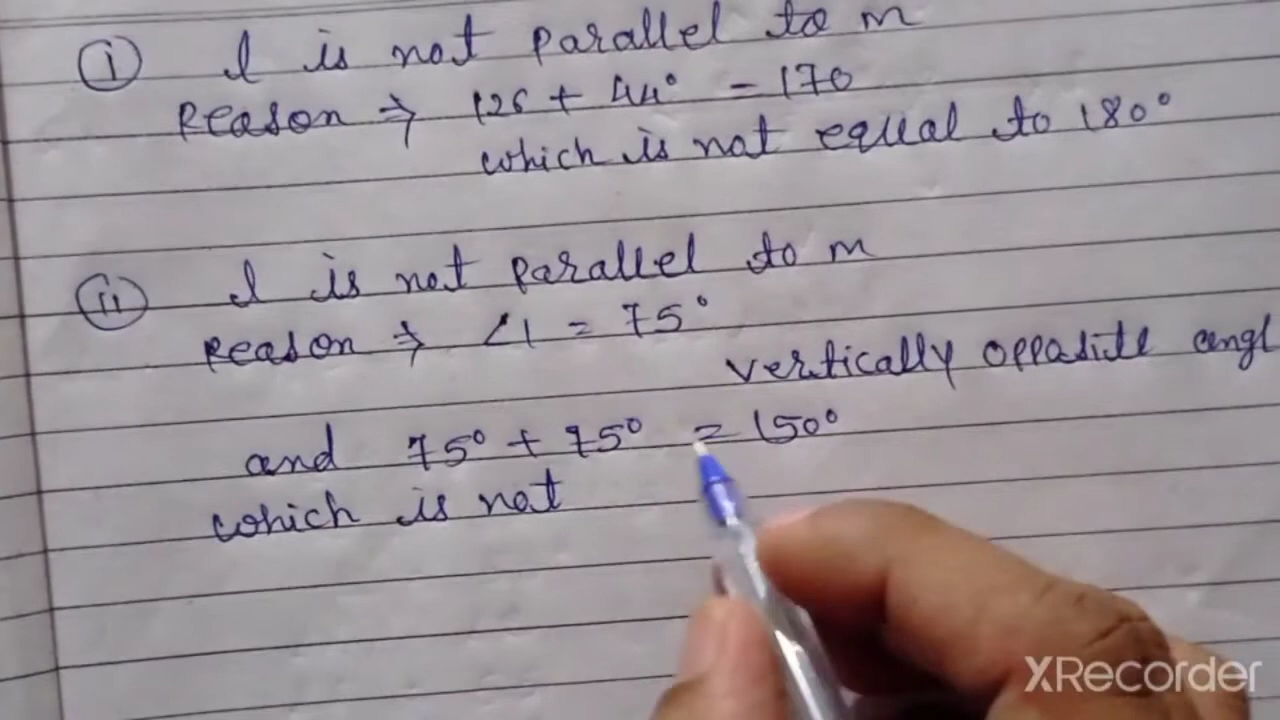 (i) l is not parallel to m
Reason ⇒ 126 + 44° = 170
which is not equal to 180°
(ii) l is not parallel to m
Reason ⇒ ∠1 = 75°
vertically opposite angl
and 75° + 75° = 150°
which is not
XRecorder